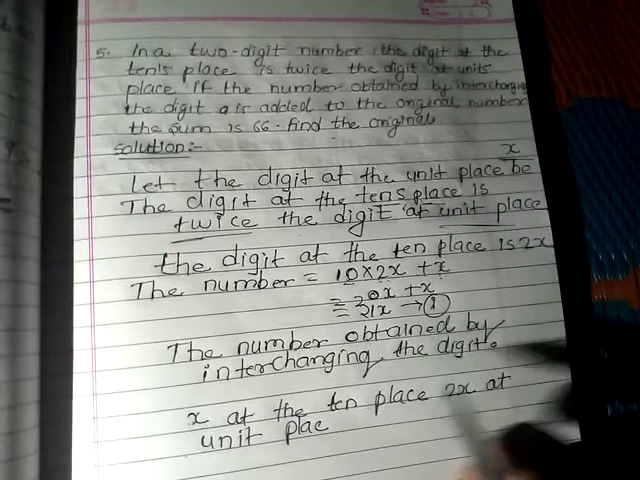 5. In a two-digit number, the digit at the
ten's place is twice the digit at units
place if the number obtained by interchanging
the digit is added to the original number
the sum is 66. find the original
solution:-
Let the digit at the unit place be x
The digit at the tens place is
twice the digit at unit place
the digit at the ten place is 2x
The number = 10×2x + x
= 20x + x
= 21x → ①
The number obtained by
interchanging the digit.
x at the ten place 2x at
unit plac